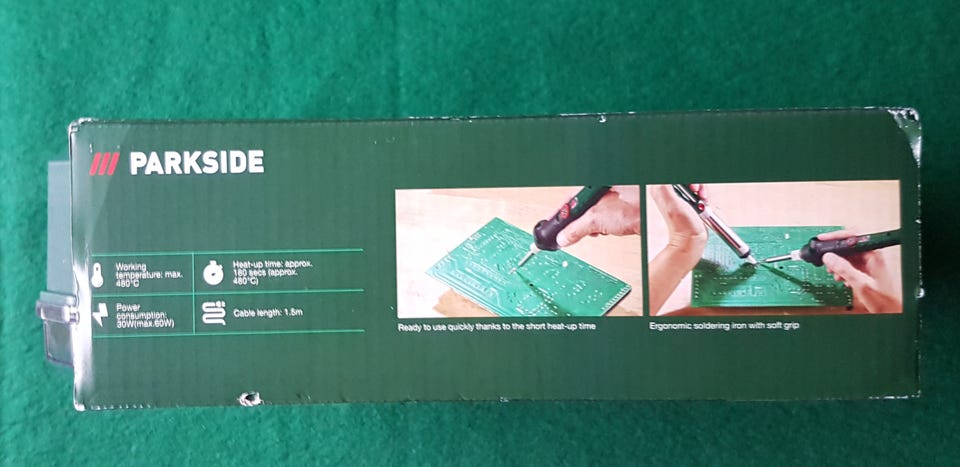 PARKSIDE
Working
temperature: max.
480°C
Heat-up time: approx.
180 secs (approx.
480°C)
Power
consumption:
30W(max.60W)
Cable length: 1.5m
Ready to use quickly thanks to the short heat-up time
Ergonomic soldering iron with soft grip